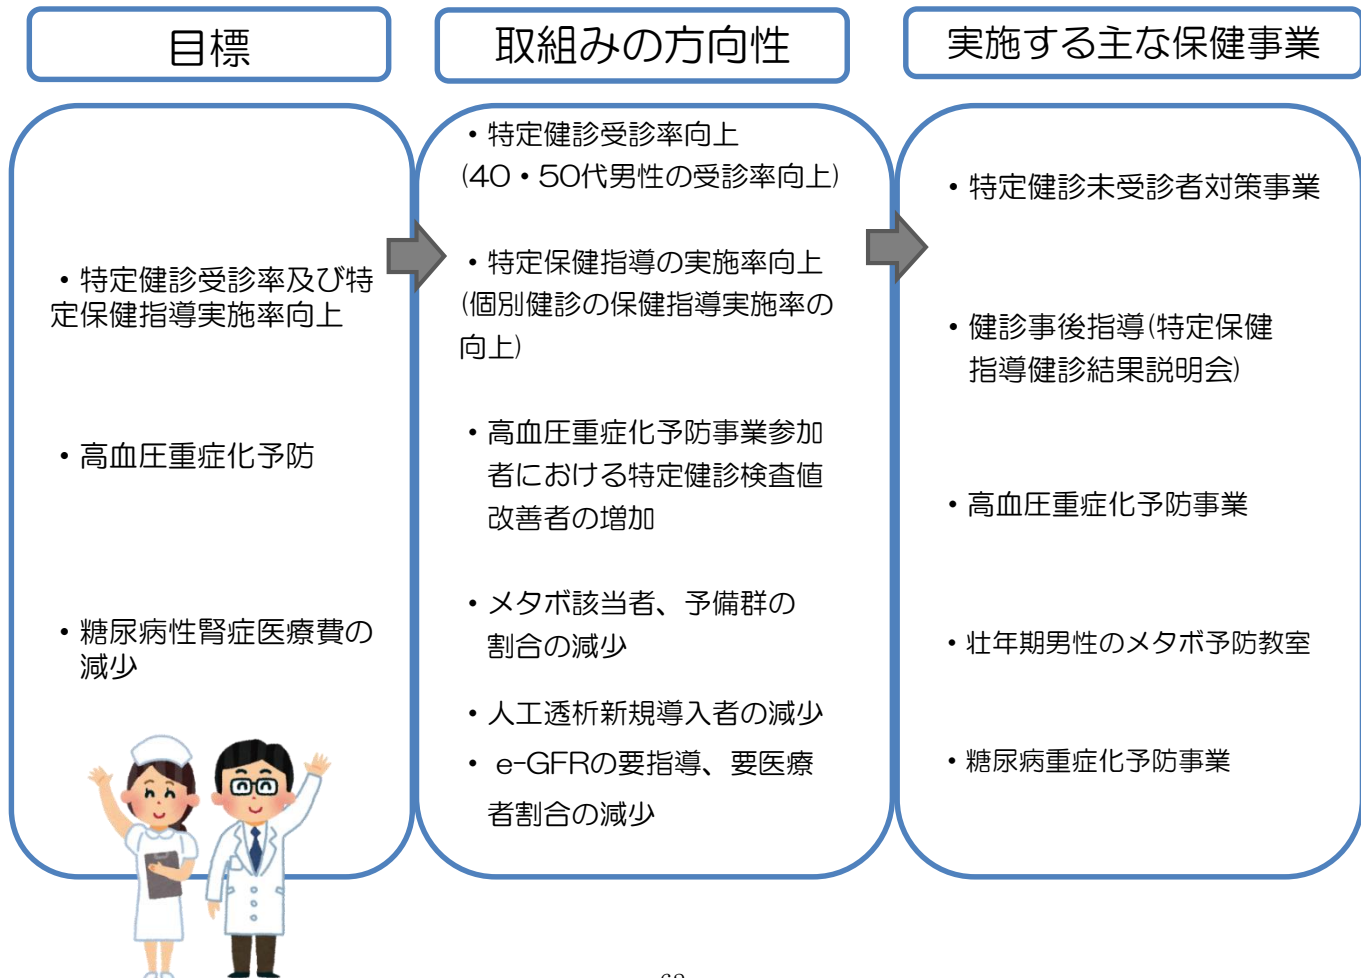 目標
取組みの方向性
実施する主な保健事業
・特定健診受診率及び特
定保健指導実施率向上
・高血圧重症化予防
・糖尿病性腎症医療費の
減少
・特定健診受診率向上
(40・50代男性の受診率向上)
・特定保健指導の実施率向上
(個別健診の保健指導実施率の
向上)
・高血圧重症化予防事業参加
者における特定健診検査値
改善者の増加
・メタボ該当者、予備群の
割合の減少
・人工透析新規導入者の減少
・ e-GFRの要指導、要医療
者割合の減少
・特定健診未受診者対策事業
・健診事後指導(特定保健
指導健診結果説明会)
・高血圧重症化予防事業
・壮年期男性のメタボ予防教室
・糖尿病重症化予防事業